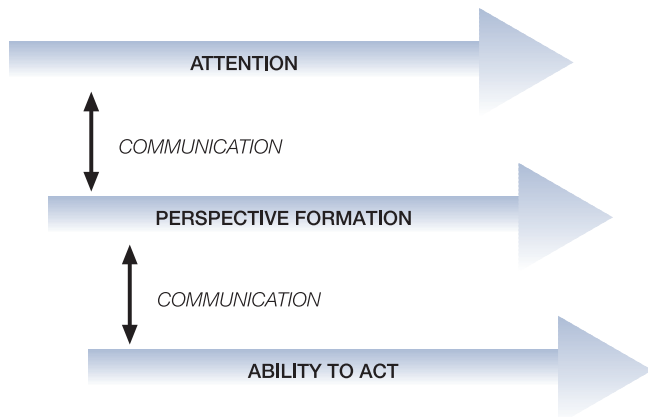 ATTENTION
COMMUNICATION
PERSPECTIVE FORMATION
COMMUNICATION
ABILITY TO ACT